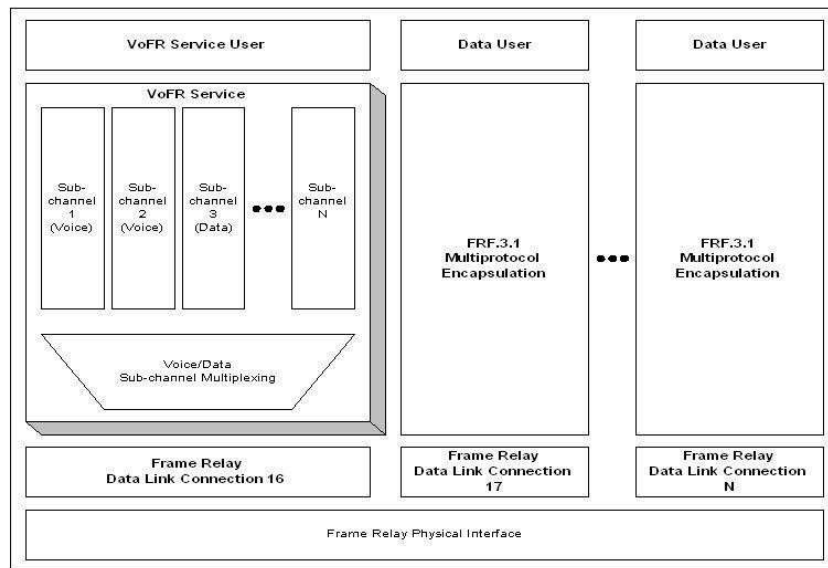 VoFR Service User
Data User
Data User
VoFR Service
Sub-
channel
1
(Voice)
Sub-
channel
2
(Voice)
Sub-
channel
3
(Data)
Sub-
channel
N
Voice/Data
Sub-channel Multiplexing
FRF.3.1
Multiprotocol
Encapsulation
FRF.3.1
Multiprotocol
Encapsulation
Frame Relay
Data Link Connection 16
Frame Relay
Data Link Connection
17
Frame Relay
Data Link Connection
N
Frame Relay Physical Interface